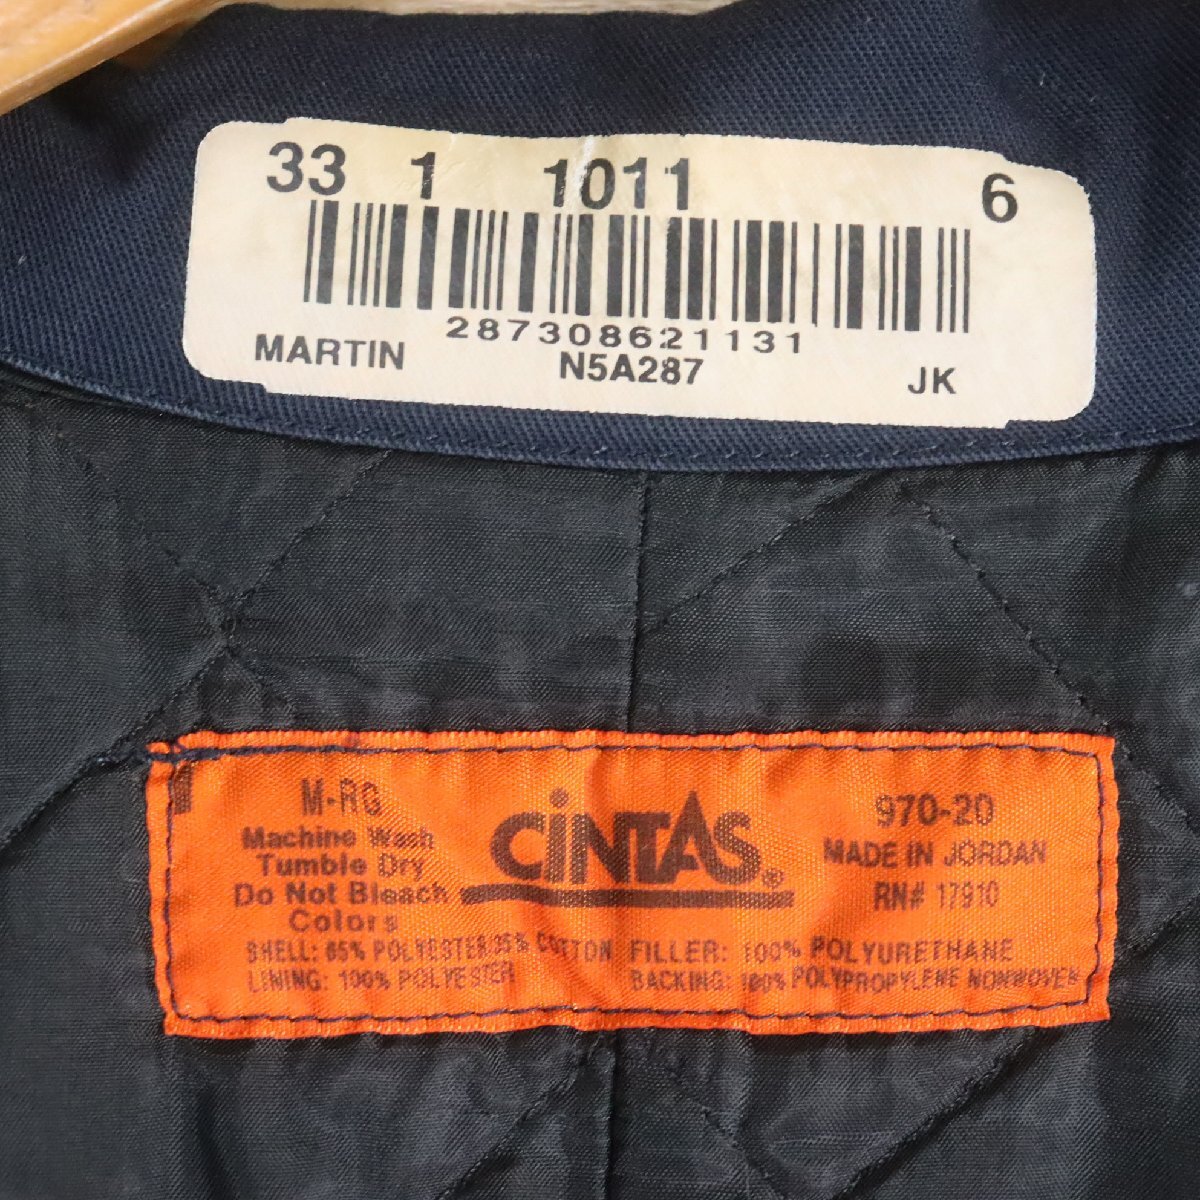 33 1 1011 6
287308621131
MARTIN N5A287 JK
M-RG
Machine Wash
Tumble Dry
Do Not Bleach
Colors
CiNTAS®
970-20
MADE IN JORDAN
RN# 17910
SHELL: 65% POLYESTER/35% COTTON
LINING: 100% POLYESTER
FILLER: 100% POLYURETHANE
BACKING: 100% POLYPROPYLENE NONWOVEN